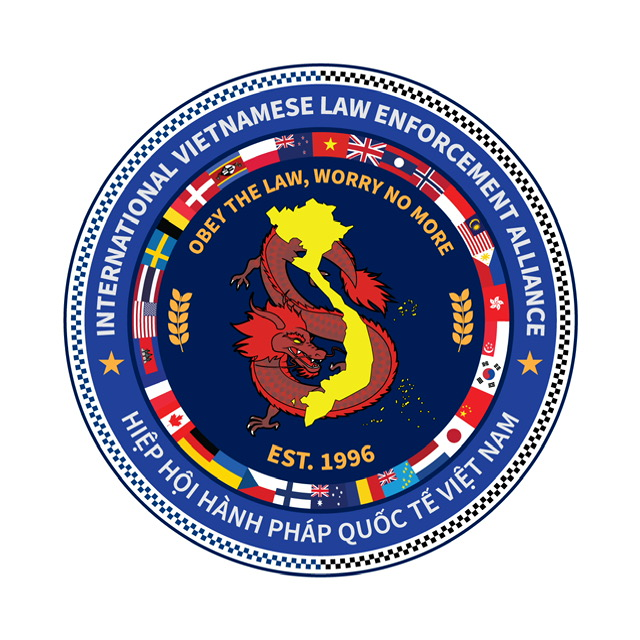 INTERNATIONAL VIETNAMESE LAW ENFORCEMENT ALLIANCE
OBEY THE LAW, WORRY NO MORE
EST. 1996
HIỆP HỘI HÀNH PHÁP QUỐC TẾ VIỆT NAM